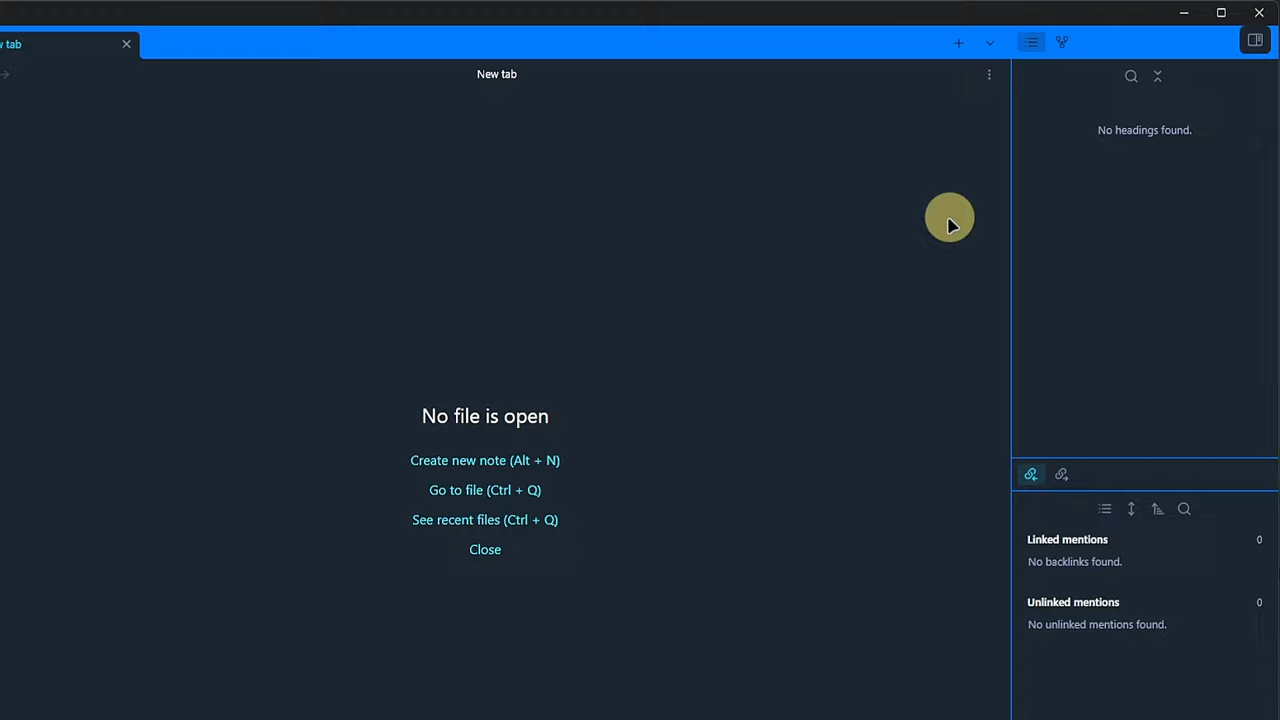 w tab
New tab
No headings found.
No file is open
Create new note (Alt + N)
Go to file (Ctrl + Q)
See recent files (Ctrl + Q)
Close
Linked mentions 0
No backlinks found.
Unlinked mentions 0
No unlinked mentions found.